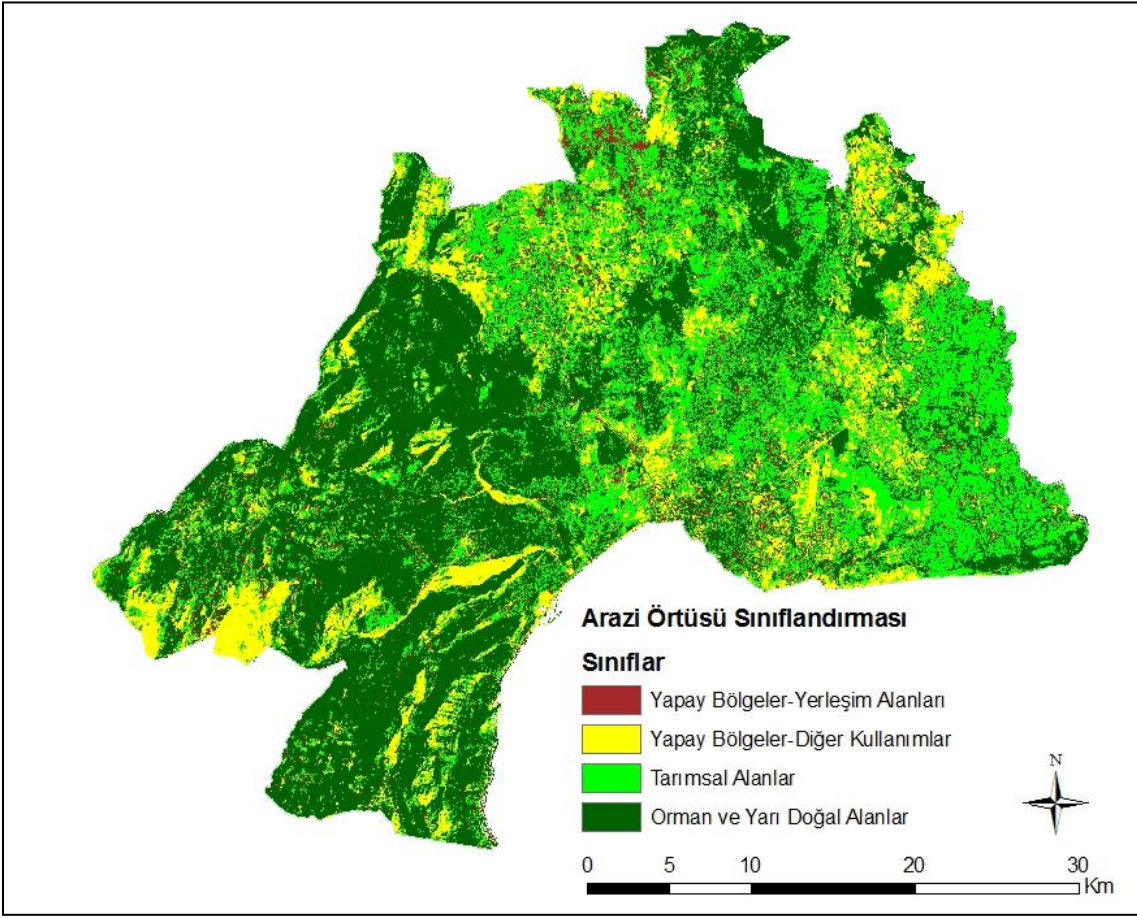 Arazi Örtüsü Sınıflandırması
Sınıflar
Yapay Bölgeler-Yerleşim Alanları
Yapay Bölgeler-Diğer Kullanımlar
Tarımsal Alanlar
Orman ve Yarı Doğal Alanlar
N
0 5 10 20 30
Km